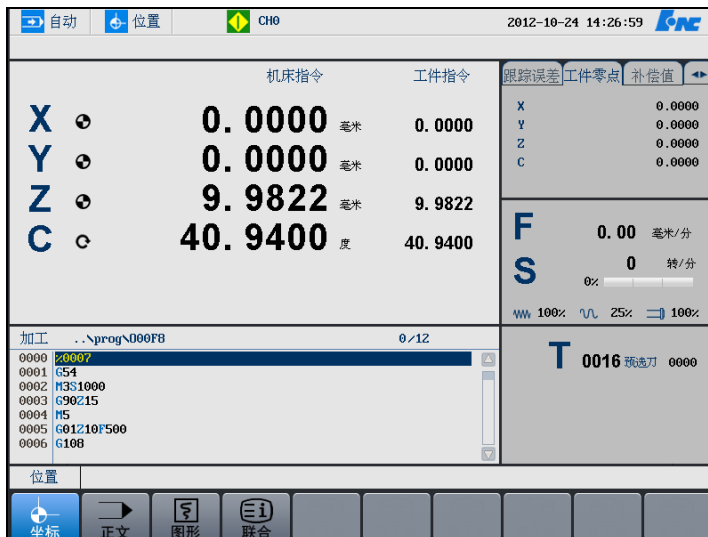 自动 位置 CH0 2012-10-24 14:26:59 HNC
机床指令 工件指令 跟踪误差 工件零点 补偿值
X 0.0000 毫米 0.0000
Y 0.0000 毫米 0.0000
Z 9.9822 毫米 9.9822
C 40.9400 度 40.9400
X 0.0000
Y 0.0000
Z 0.0000
C 0.0000
F 0.00 毫米/分
S 0 转/分
0%
100% 25% 100%
加工 ..\prog\O00F8 0/12
0000 %0007
0001 G54
0002 M3S1000
0003 G90Z15
0004 M5
0005 G01Z10F500
0006 G108
T 0016 预选刀 0000
位置
坐标 正文 图形 联合